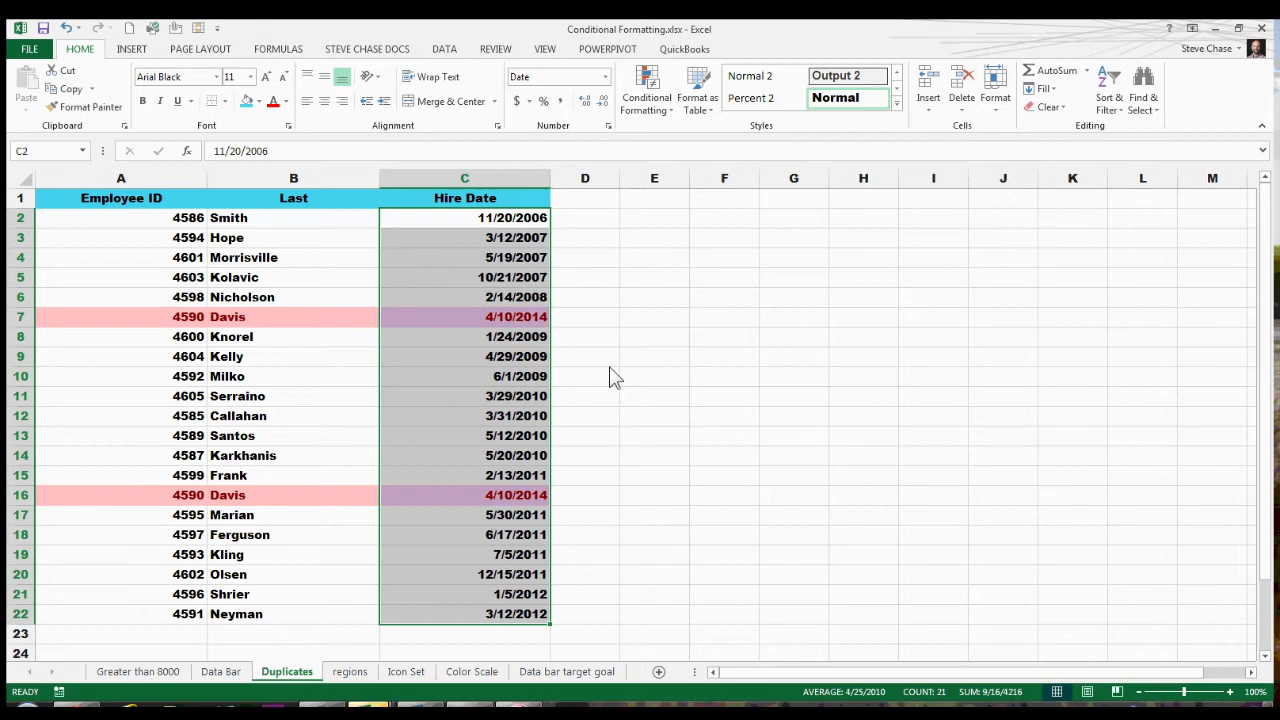 Conditional Formatting.xlsx - Excel
FILE HOME INSERT PAGE LAYOUT FORMULAS STEVE CHASE DOCS DATA REVIEW VIEW POWERPIVOT QuickBooks Steve Chase
Paste
Cut
Copy
Format Painter
Clipboard
Arial Black 11
B I U
Font
Wrap Text
Merge & Center
Alignment
Date
$ % ,
Number
Conditional Formatting
Format as Table
Normal 2 Output 2
Percent 2 Normal
Styles
Insert Delete Format
Cells
AutoSum
Fill
Clear
Sort & Filter
Find & Select
Editing
C2 fx 11/20/2006
A B C D E F G H I J K L M
1 Employee ID Last Hire Date
2 4586 Smith 11/20/2006
3 4594 Hope 3/12/2007
4 4601 Morrisville 5/19/2007
5 4603 Kolavic 10/21/2007
6 4598 Nicholson 2/14/2008
7 4590 Davis 4/10/2014
8 4600 Knorel 1/24/2009
9 4604 Kelly 4/29/2009
10 4592 Milko 6/1/2009
11 4605 Serraino 3/29/2010
12 4585 Callahan 3/31/2010
13 4589 Santos 5/12/2010
14 4587 Karkhanis 5/20/2010
15 4599 Frank 2/13/2011
16 4590 Davis 4/10/2014
17 4595 Marian 5/30/2011
18 4597 Ferguson 6/17/2011
19 4593 Kling 7/5/2011
20 4602 Olsen 12/15/2011
21 4596 Shrier 1/5/2012
22 4591 Neyman 3/12/2012
23
24
Greater than 8000 Data Bar Duplicates regions Icon Set Color Scale Data bar target goal
READY AVERAGE: 4/25/2010 COUNT: 21 SUM: 9/16/4216 100%